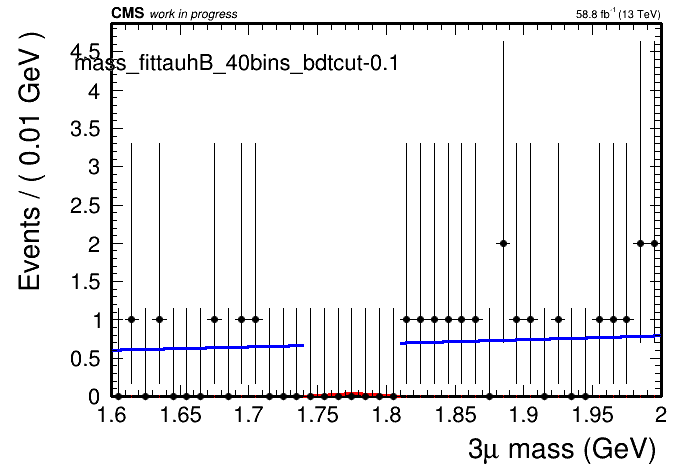 CMS work in progress
58.8 fb-1 (13 TeV)
mass_fittauhB_40bins_bdtcut-0.1
Events / ( 0.01 GeV )
4.5
4
3.5
3
2.5
2
1.5
1
0.5
0
1.6 1.65 1.7 1.75 1.8 1.85 1.9 1.95 2
3μ mass (GeV)